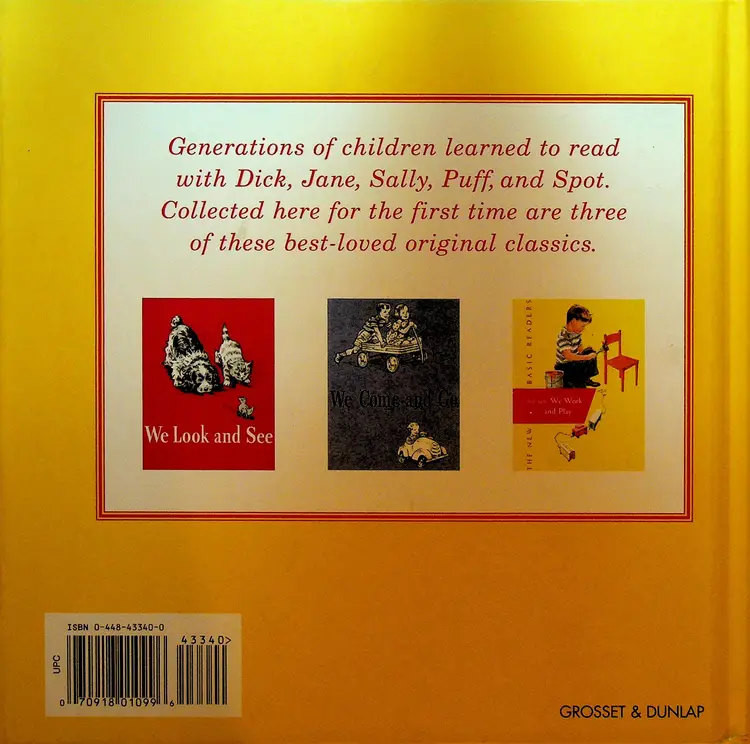 Generations of children learned to read
with Dick, Jane, Sally, Puff, and Spot.
Collected here for the first time are three
of these best-loved original classics.
We Look and See
We Come and Go
THE NEW BASIC READERS
We Work
and Play
ISBN 0-448-43340-0
43340>
UPC
0 70918 01099 6
GROSSET & DUNLAP